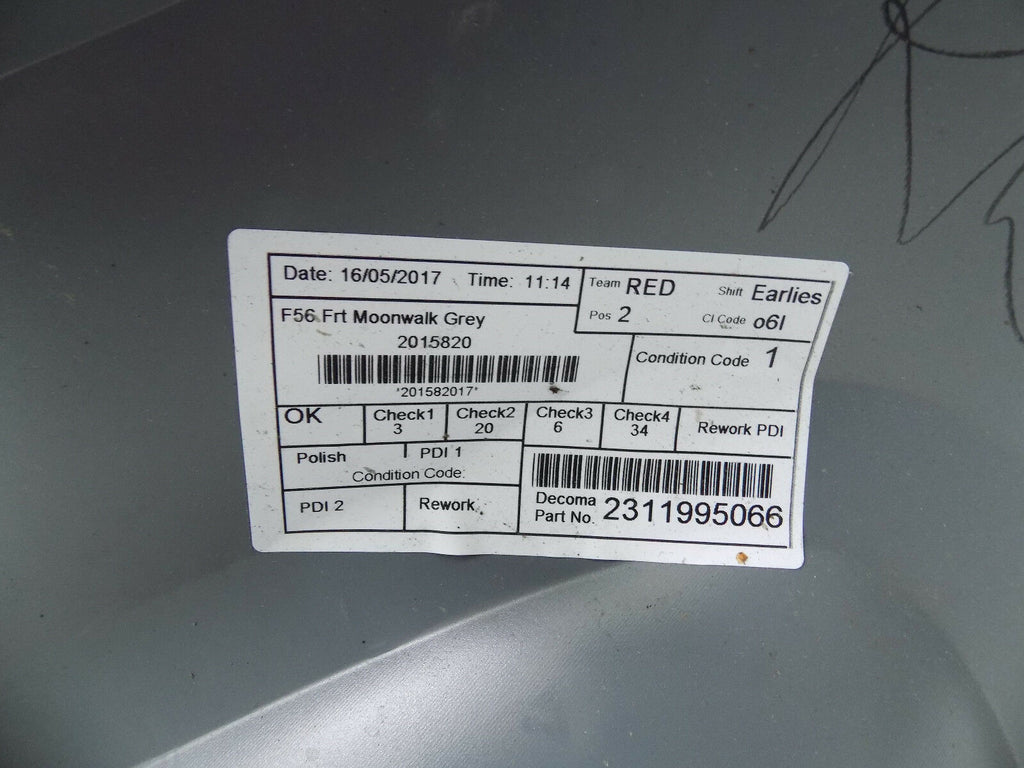 Date: 16/05/2017 Time: 11:14
Team RED Shift Earlies
Pos 2 CI Code o6I
F56 Frt Moonwalk Grey
2015820
*201582017*
Condition Code 1
OK Check1 3 Check2 20 Check3 6 Check4 34 Rework PDI
Polish PDI 1
Condition Code:
PDI 2 Rework
Decoma
Part No. 2311995066